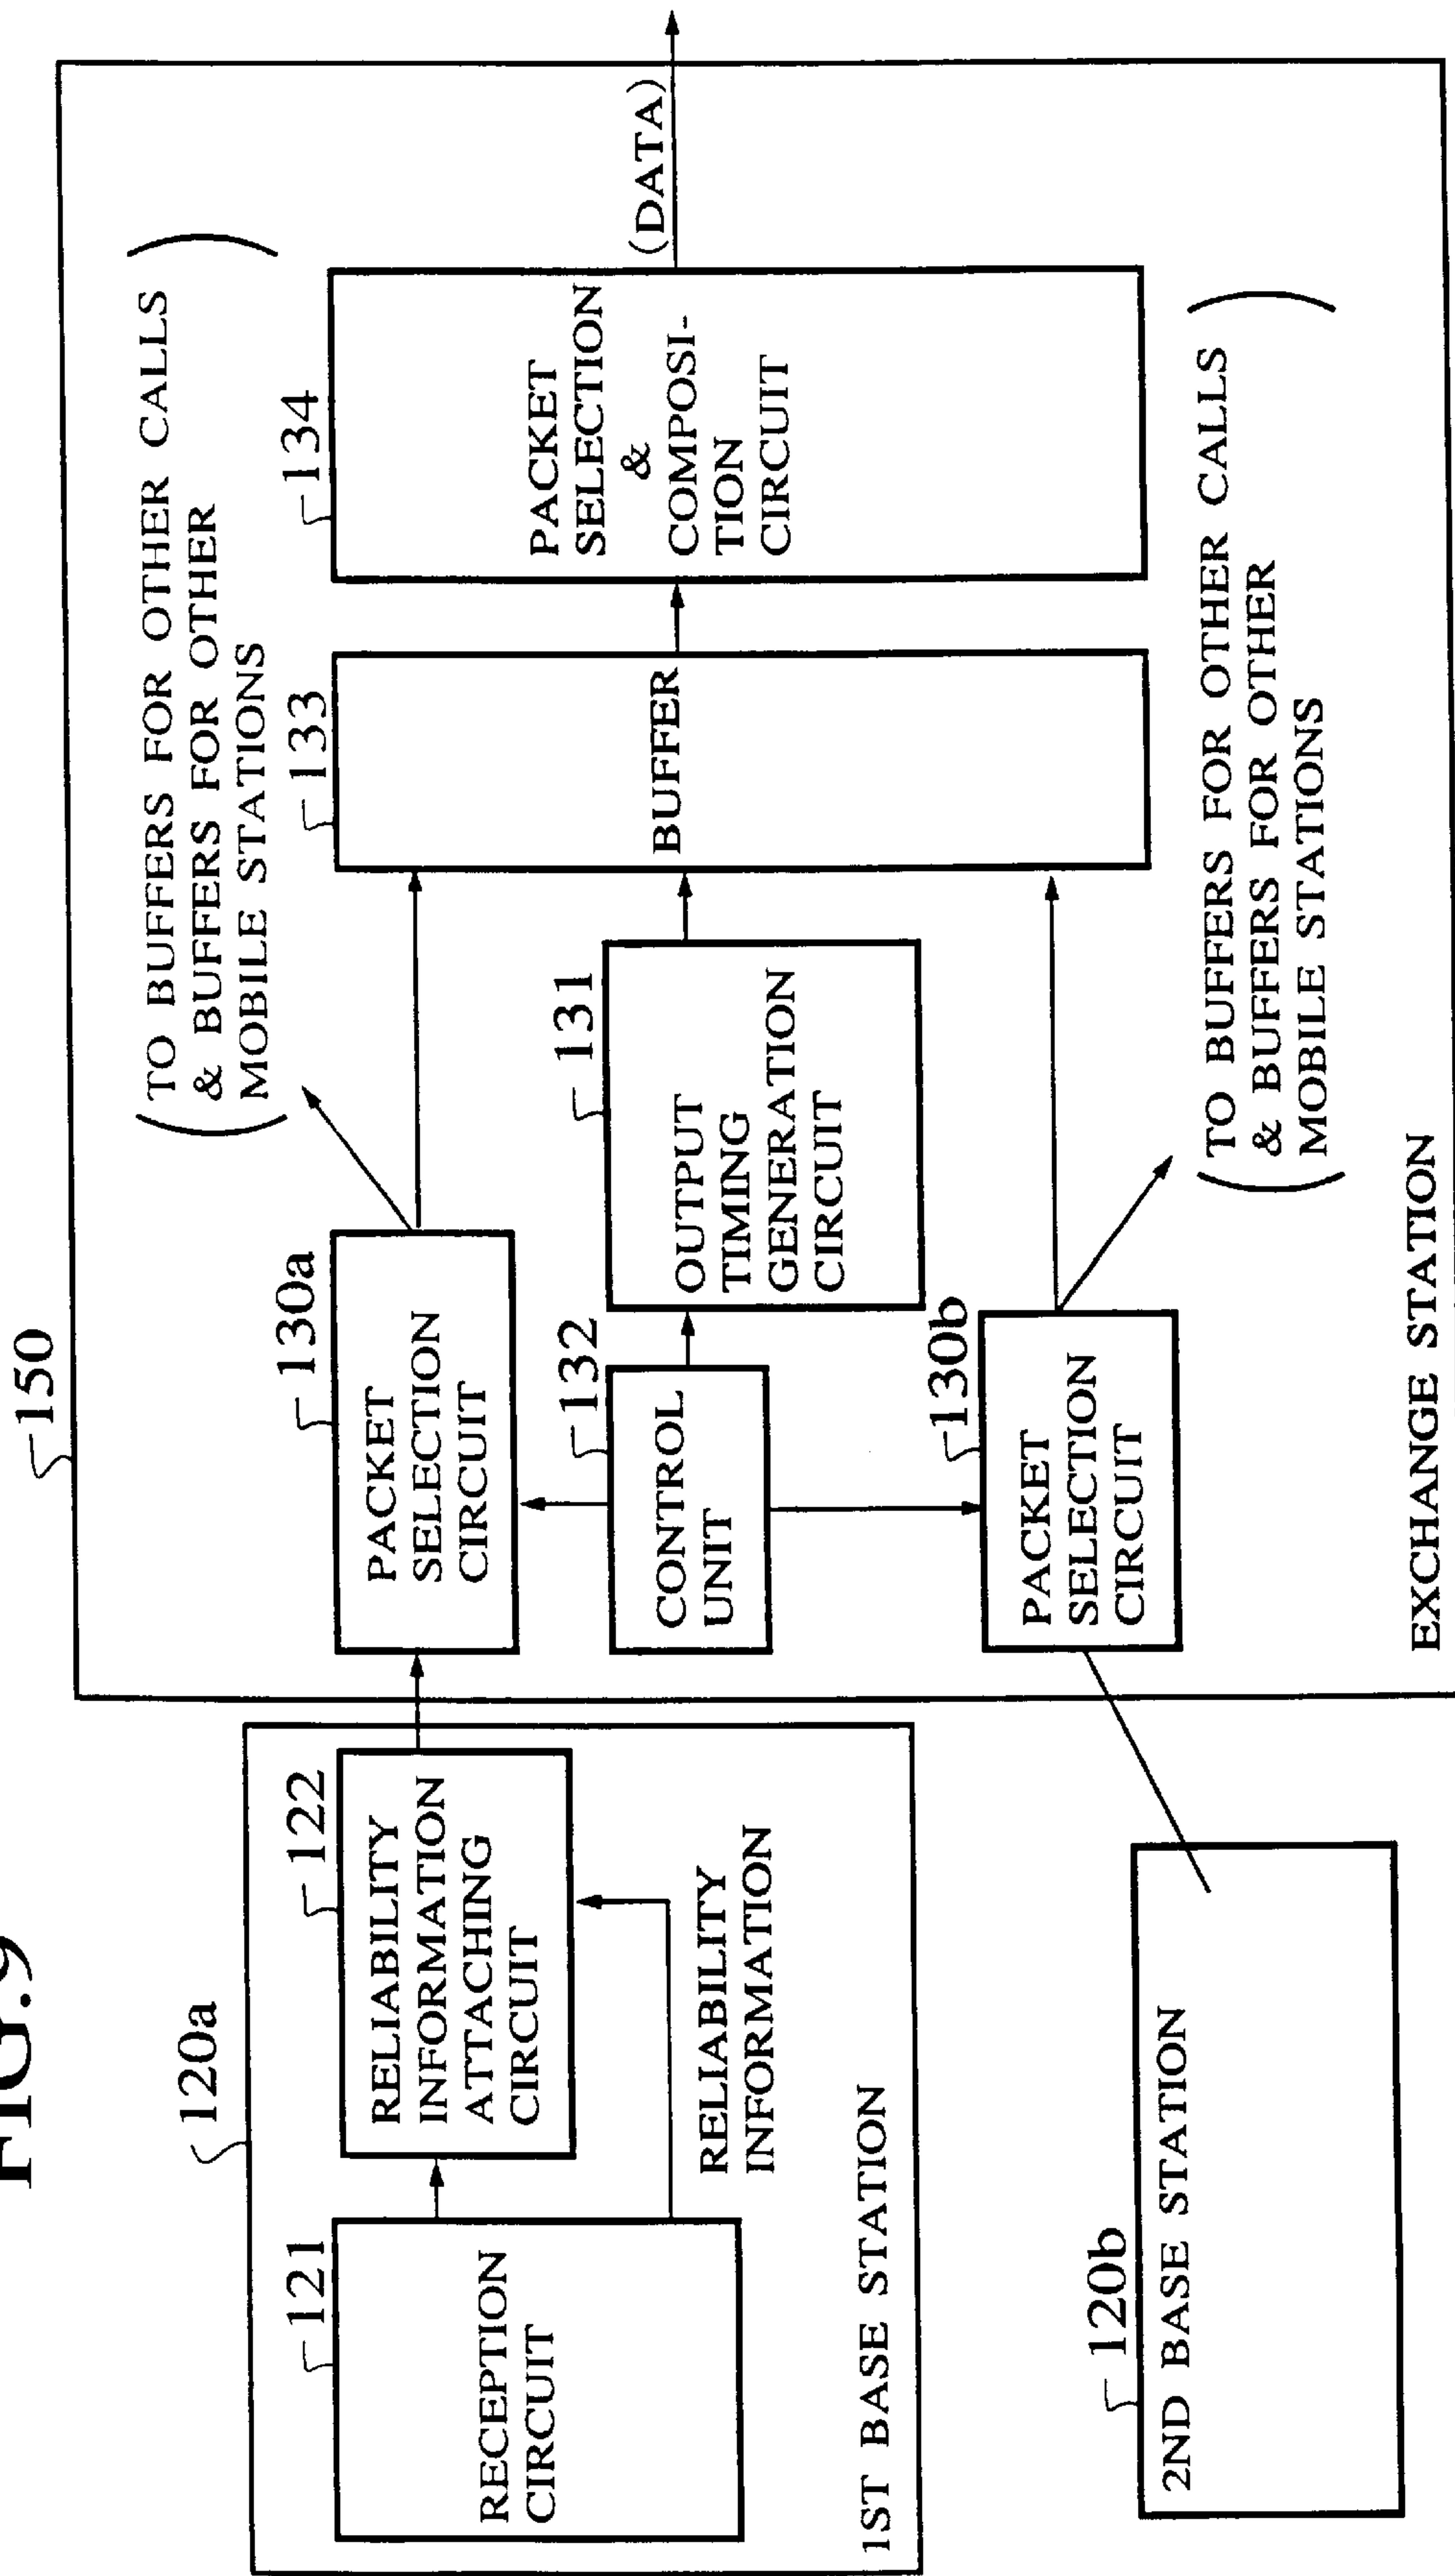 FIG.9
120a
121
RECEPTION
CIRCUIT
122
RELIABILITY
INFORMATION
ATTACHING
CIRCUIT
RELIABILITY
INFORMATION
1ST BASE STATION
120b
2ND BASE STATION
150
130a
PACKET
SELECTION
CIRCUIT
TO BUFFERS FOR OTHER CALLS
& BUFFERS FOR OTHER
MOBILE STATIONS
132
CONTROL
UNIT
131
OUTPUT
TIMING
GENERATION
CIRCUIT
130b
PACKET
SELECTION
CIRCUIT
TO BUFFERS FOR OTHER CALLS
& BUFFERS FOR OTHER
MOBILE STATIONS
133
BUFFER
134
PACKET
SELECTION
&
COMPOSI-
TION
CIRCUIT
(DATA)
EXCHANGE STATION